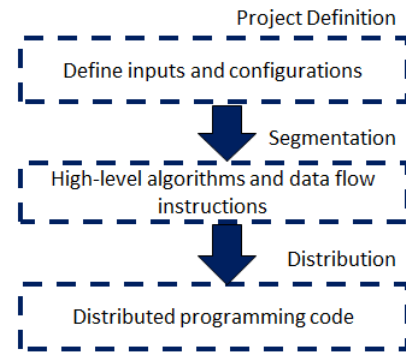 Project Definition
Define inputs and configurations
Segmentation
High-level algorithms and data flow
instructions
Distribution
Distributed programming code